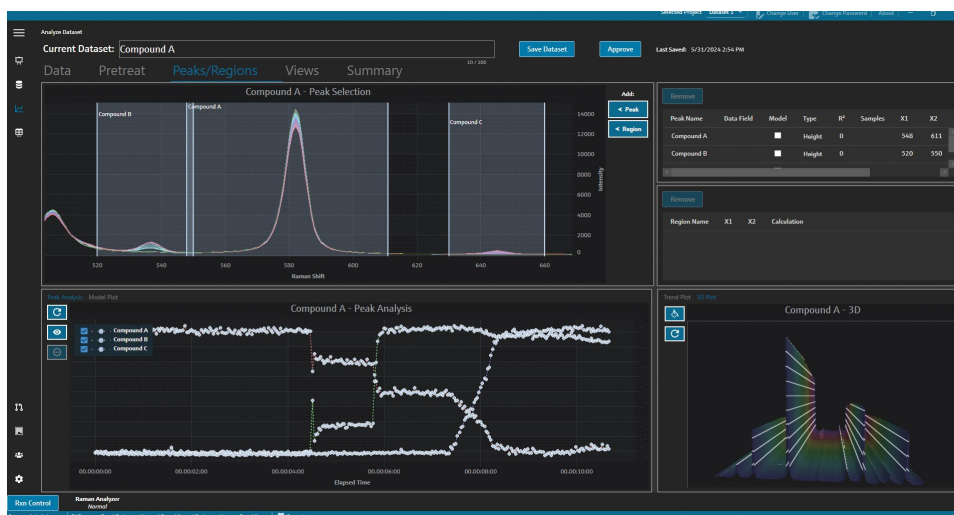 Selected Project Dataset 1 Change User Change Password About
Analyze Dataset
Current Dataset: Compound A Save Dataset Approve Last Saved: 5/31/2024 2:54 PM
10 / 100
Data Pretreat Peaks/Regions Views Summary
Compound A - Peak Selection
Compound B Compound A Compound C
14000
12000
10000
8000
6000
4000
2000
0
Intensity
520 540 560 580 600 620 640 660
Raman Shift
Add:
Peak
Region
Remove
Peak Name Data Field Model Type R² Samples X1 X2
Compound A Height 0 548 611
Compound B Height 0 520 550
Remove
Region Name X1 X2 Calculation
Peak Analysis Model Plot
Compound A - Peak Analysis
Compound A
Compound B
Compound C
00.00:00:00 00.00:02:00 00.00:04:00 00.00:06:00 00.00:08:00 00.00:10:00
Elapsed Time
Trend Plot 3D Plot
Compound A - 3D
Rxn Control
Raman Analyzer
Normal